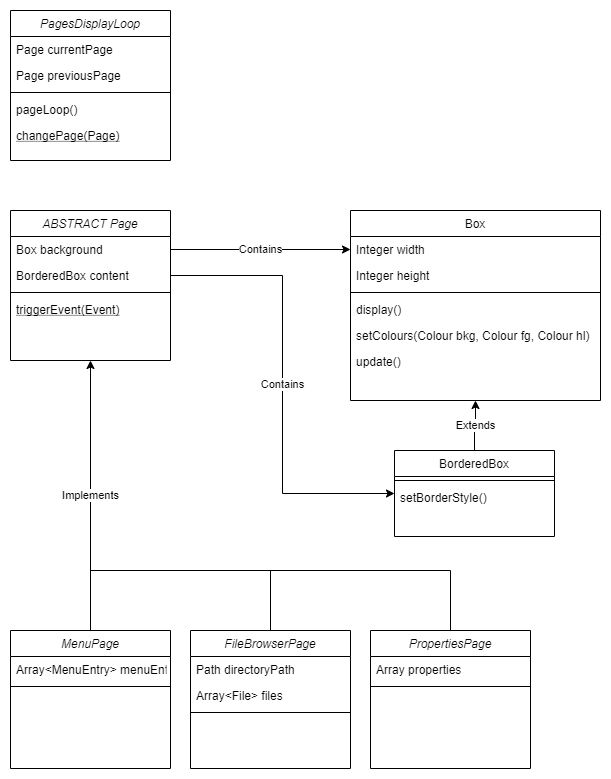 PagesDisplayLoop
Page currentPage
Page previousPage
pageLoop()
changePage(Page)
ABSTRACT Page
Box background
BorderedBox content
triggerEvent(Event)
Contains
Box
Integer width
Integer height
display()
setColours(Colour bkg, Colour fg, Colour hl)
update()
Contains
Extends
BorderedBox
setBorderStyle()
Implements
MenuPage
Array<MenuEntry> menuEnt
FileBrowserPage
Path directoryPath
Array<File> files
PropertiesPage
Array properties